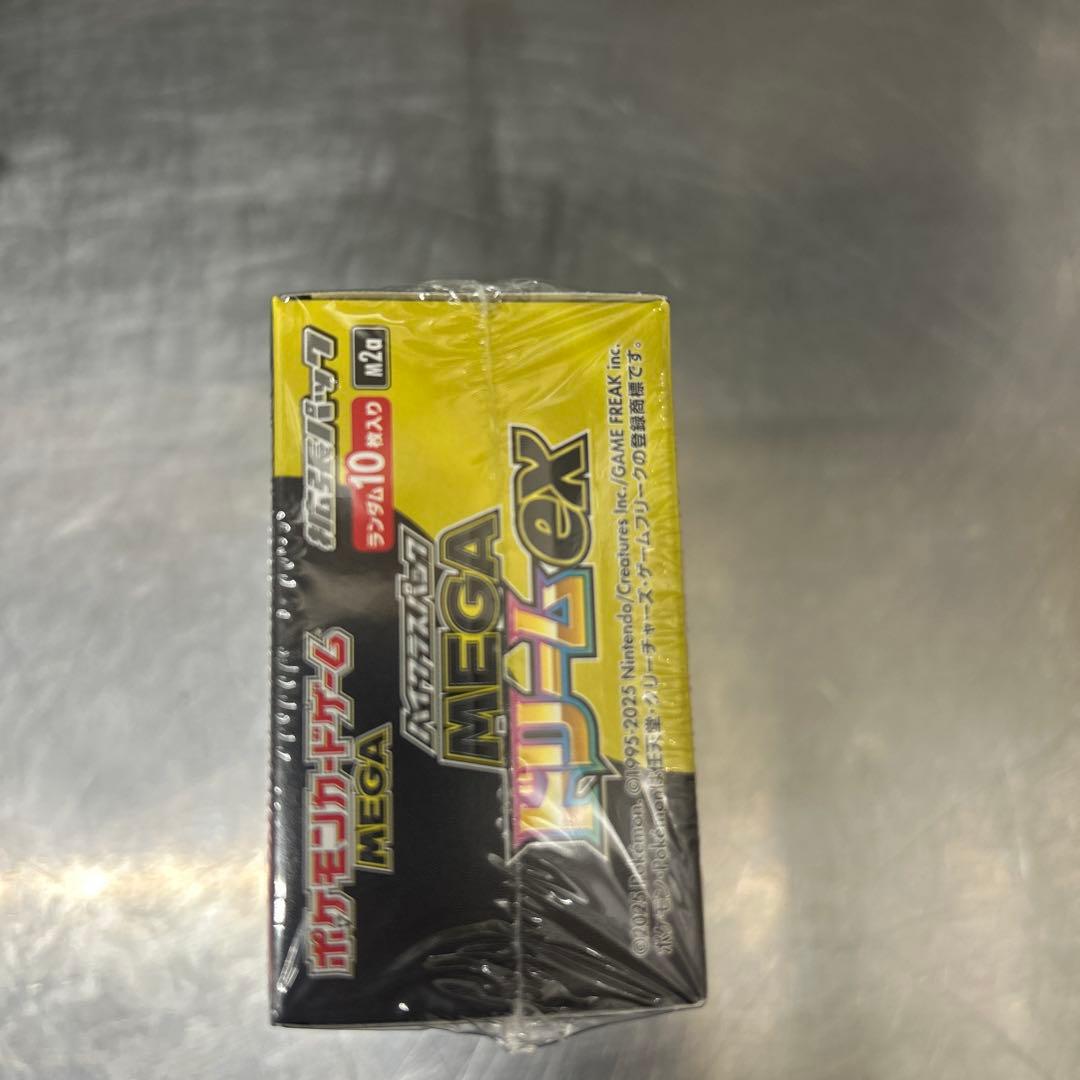 ポケモンカードゲーム
MEGA
拡張パック
ランダム10枚入り
M2a
ハイクラスパック
MEGA
ドリームex
©2025 Pokémon. ©1995-2025 Nintendo/Creatures Inc./GAME FREAK inc.
ポケモン・Pokémonは任天堂・クリーチャーズ・ゲームフリークの登録商標です。